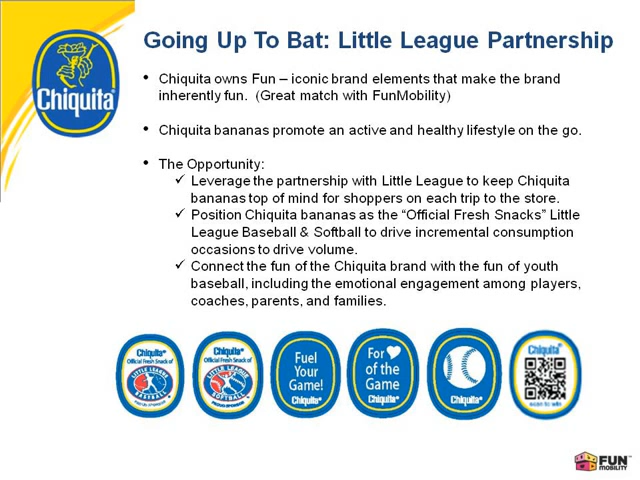 Going Up To Bat: Little League Partnership
Chiquita
• Chiquita owns Fun – iconic brand elements that make the brand
inherently fun. (Great match with FunMobility)
• Chiquita bananas promote an active and healthy lifestyle on the go.
• The Opportunity:
✓ Leverage the partnership with Little League to keep Chiquita
bananas top of mind for shoppers on each trip to the store.
✓ Position Chiquita bananas as the “Official Fresh Snacks” Little
League Baseball & Softball to drive incremental consumption
occasions to drive volume.
✓ Connect the fun of the Chiquita brand with the fun of youth
baseball, including the emotional engagement among players,
coaches, parents, and families.
Chiquita
Official Fresh Snack of
LITTLE LEAGUE
BASEBALL
PROUD SPONSOR
Chiquita
Official Fresh Snack of
LITTLE LEAGUE
SOFTBALL
PROUD SPONSOR
Fuel
Your
Game!
Chiquita
For
of the
Game
Chiquita
Chiquita
Chiquita
scan to win
FUN
MOBILITY